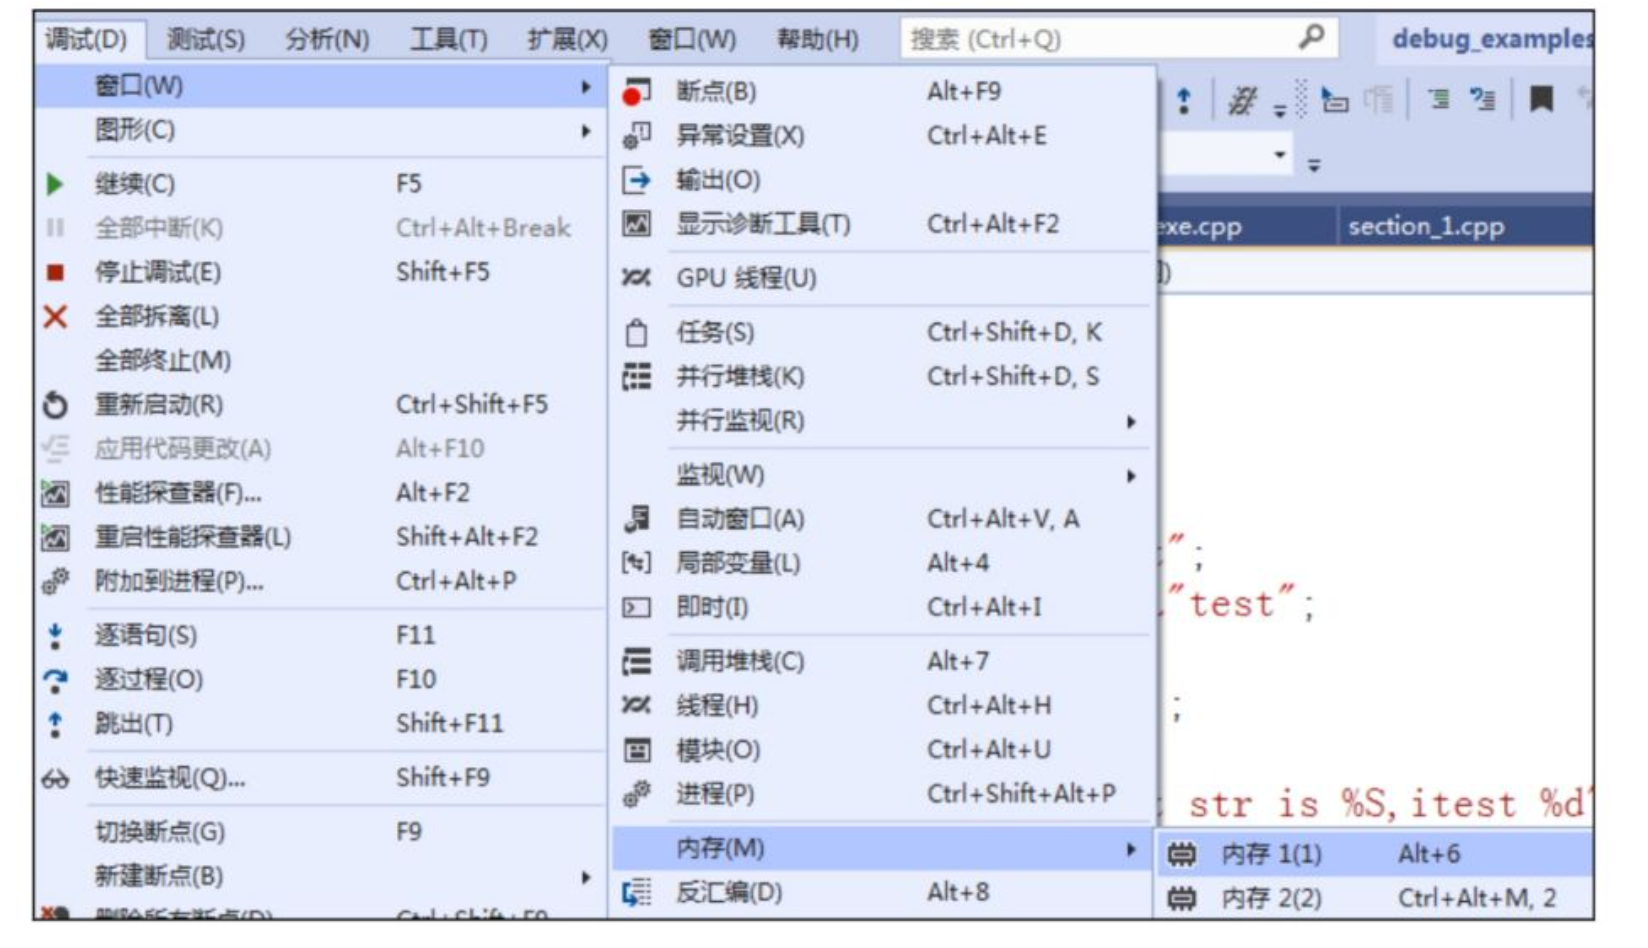 调试(D) 测试(S) 分析(N) 工具(T) 扩展(X) 窗口(W) 帮助(H) 搜索 (Ctrl+Q) debug_examples
窗口(W)
图形(C)
继续(C) F5
全部中断(K) Ctrl+Alt+Break
停止调试(E) Shift+F5
全部拆离(L)
全部终止(M)
重新启动(R) Ctrl+Shift+F5
应用代码更改(A) Alt+F10
性能探查器(F)... Alt+F2
重启性能探查器(L) Shift+Alt+F2
附加到进程(P)... Ctrl+Alt+P
逐语句(S) F11
逐过程(O) F10
跳出(T) Shift+F11
快速监视(Q)... Shift+F9
切换断点(G) F9
新建断点(B)
删除所有断点(D) Ctrl+Shift+F9
断点(B) Alt+F9
异常设置(X) Ctrl+Alt+E
输出(O)
显示诊断工具(T) Ctrl+Alt+F2
GPU 线程(U)
任务(S) Ctrl+Shift+D, K
并行堆栈(K) Ctrl+Shift+D, S
并行监视(R)
监视(W)
自动窗口(A) Ctrl+Alt+V, A
局部变量(L) Alt+4
即时(I) Ctrl+Alt+I
调用堆栈(C) Alt+7
线程(H) Ctrl+Alt+H
模块(O) Ctrl+Alt+U
进程(P) Ctrl+Shift+Alt+P
内存(M)
反汇编(D) Alt+8
内存 1(1) Alt+6
内存 2(2) Ctrl+Alt+M, 2
exe.cpp section_1.cpp
])
";
"test";
;
str is %S,itest %d